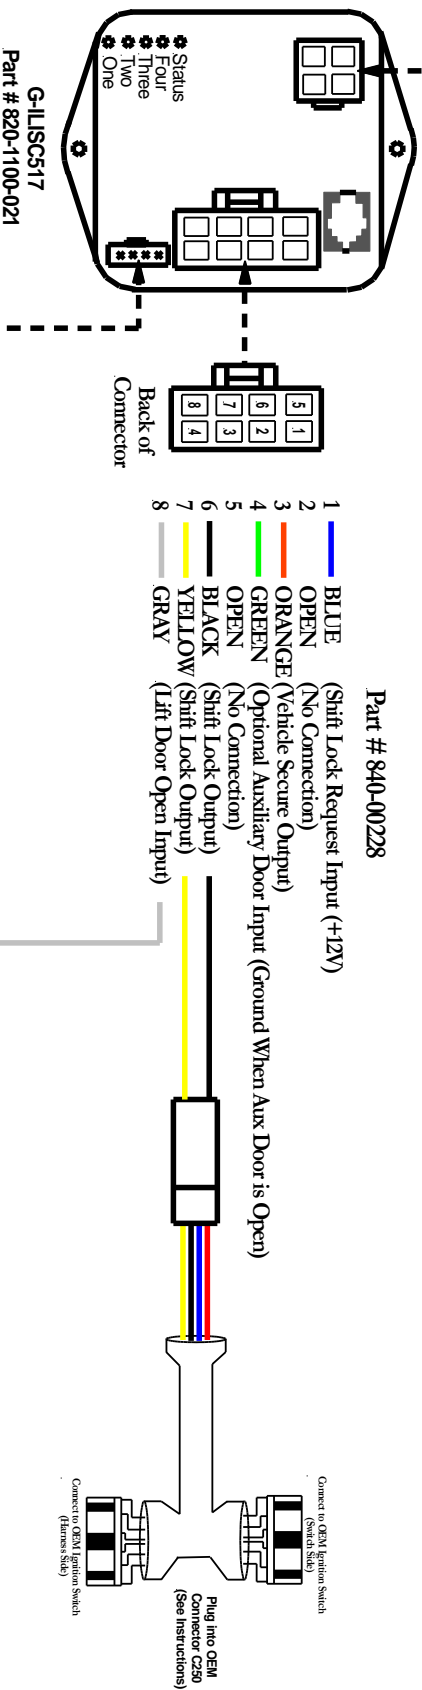 Status
Four
Three
Two
One
G-ILISC517
Part # 820-1100-021
Back of
Connector
5 1
6 2
7 3
8 4
Part # 840-00228
1 BLUE (Shift Lock Request Input (+12V)
2 OPEN (No Connection)
3 ORANGE (Vehicle Secure Output)
4 GREEN (Optional Auxiliary Door Input (Ground When Aux Door is Open)
5 OPEN (No Connection)
6 BLACK (Shift Lock Output)
7 YELLOW (Shift Lock Output)
8 GRAY (Lift Door Open Input)
Connect to OEM Ignition Switch
(Switch Side)
Plug into OEM
Connector C250
(See Instructions)
Connect to OEM Ignition Switch
(Harness Side)